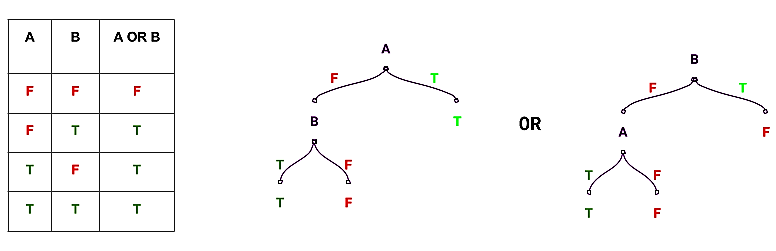 A B A OR B
F F F
F T T
T F T
T T T
A
F T
B T
T F
T F
OR
B
F T
A F
T F
T F